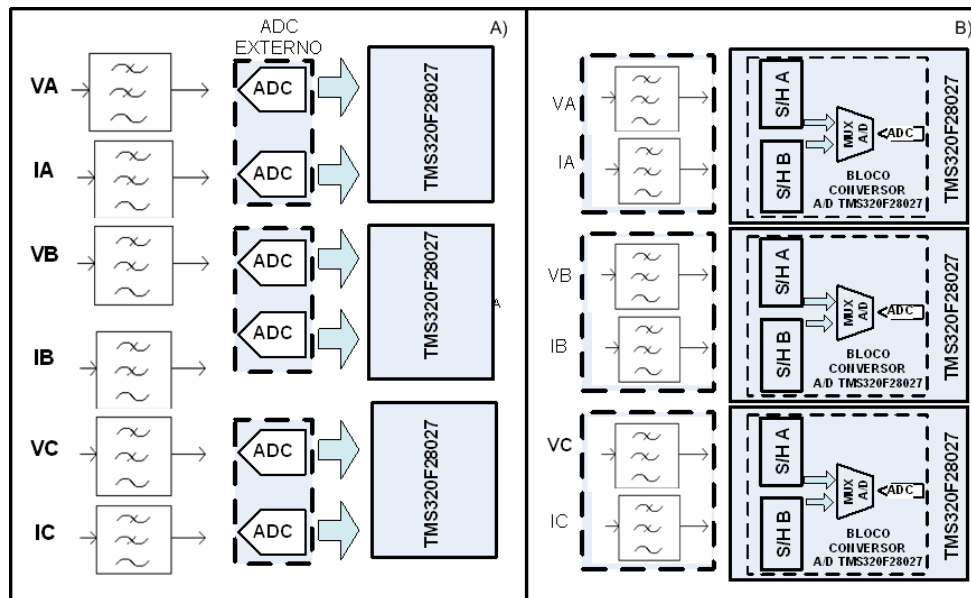 A)
ADC
EXTERNO
VA
ADC
TMS320F28027
IA
ADC
VB
ADC
TMS320F28027
A
IB
ADC
VC
ADC
TMS320F28027
IC
ADC
B)
VA
S/H A
MUX
A/D
ADC
TMS320F28027
IA
S/H B
BLOCO
CONVERSOR
A/D TMS320F28027
VB
S/H A
MUX
A/D
ADC
TMS320F28027
IB
S/H B
BLOCO
CONVERSOR
A/D TMS320F28027
VC
S/H A
MUX
A/D
ADC
TMS320F28027
IC
S/H B
BLOCO
CONVERSOR
A/D TMS320F28027